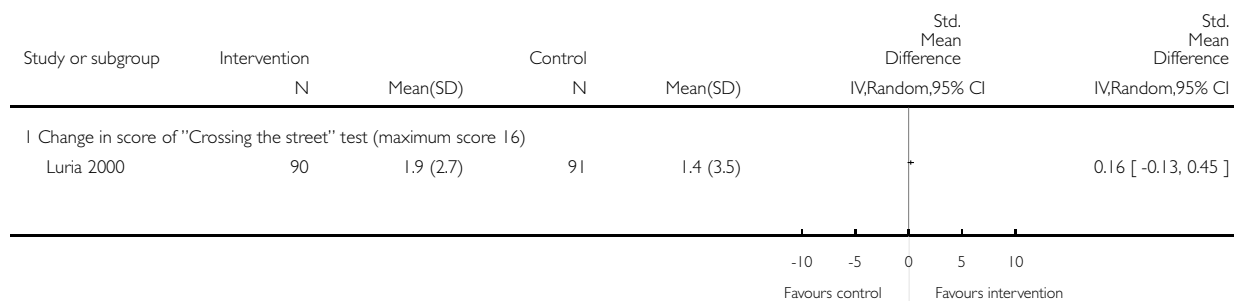 Study or subgroup Intervention Control Std. Mean Difference Std. Mean Difference
N Mean(SD) N Mean(SD) IV,Random,95% CI IV,Random,95% CI
1 Change in score of ”Crossing the street” test (maximum score 16)
Luria 2000 90 1.9 (2.7) 91 1.4 (3.5) 0.16 [ -0.13, 0.45 ]
-10 -5 0 5 10
Favours control Favours intervention